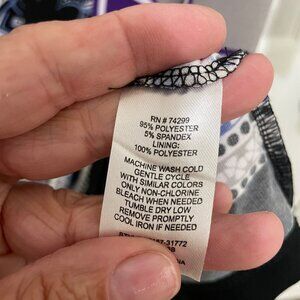 RN # 74299
95% POLYESTER
5% SPANDEX
LINING:
100% POLYESTER
MACHINE WASH COLD
GENTLE CYCLE
WITH SIMILAR COLORS
ONLY NON-CHLORINE
BLEACH WHEN NEEDED
TUMBLE DRY LOW
REMOVE PROMPTLY
COOL IRON IF NEEDED